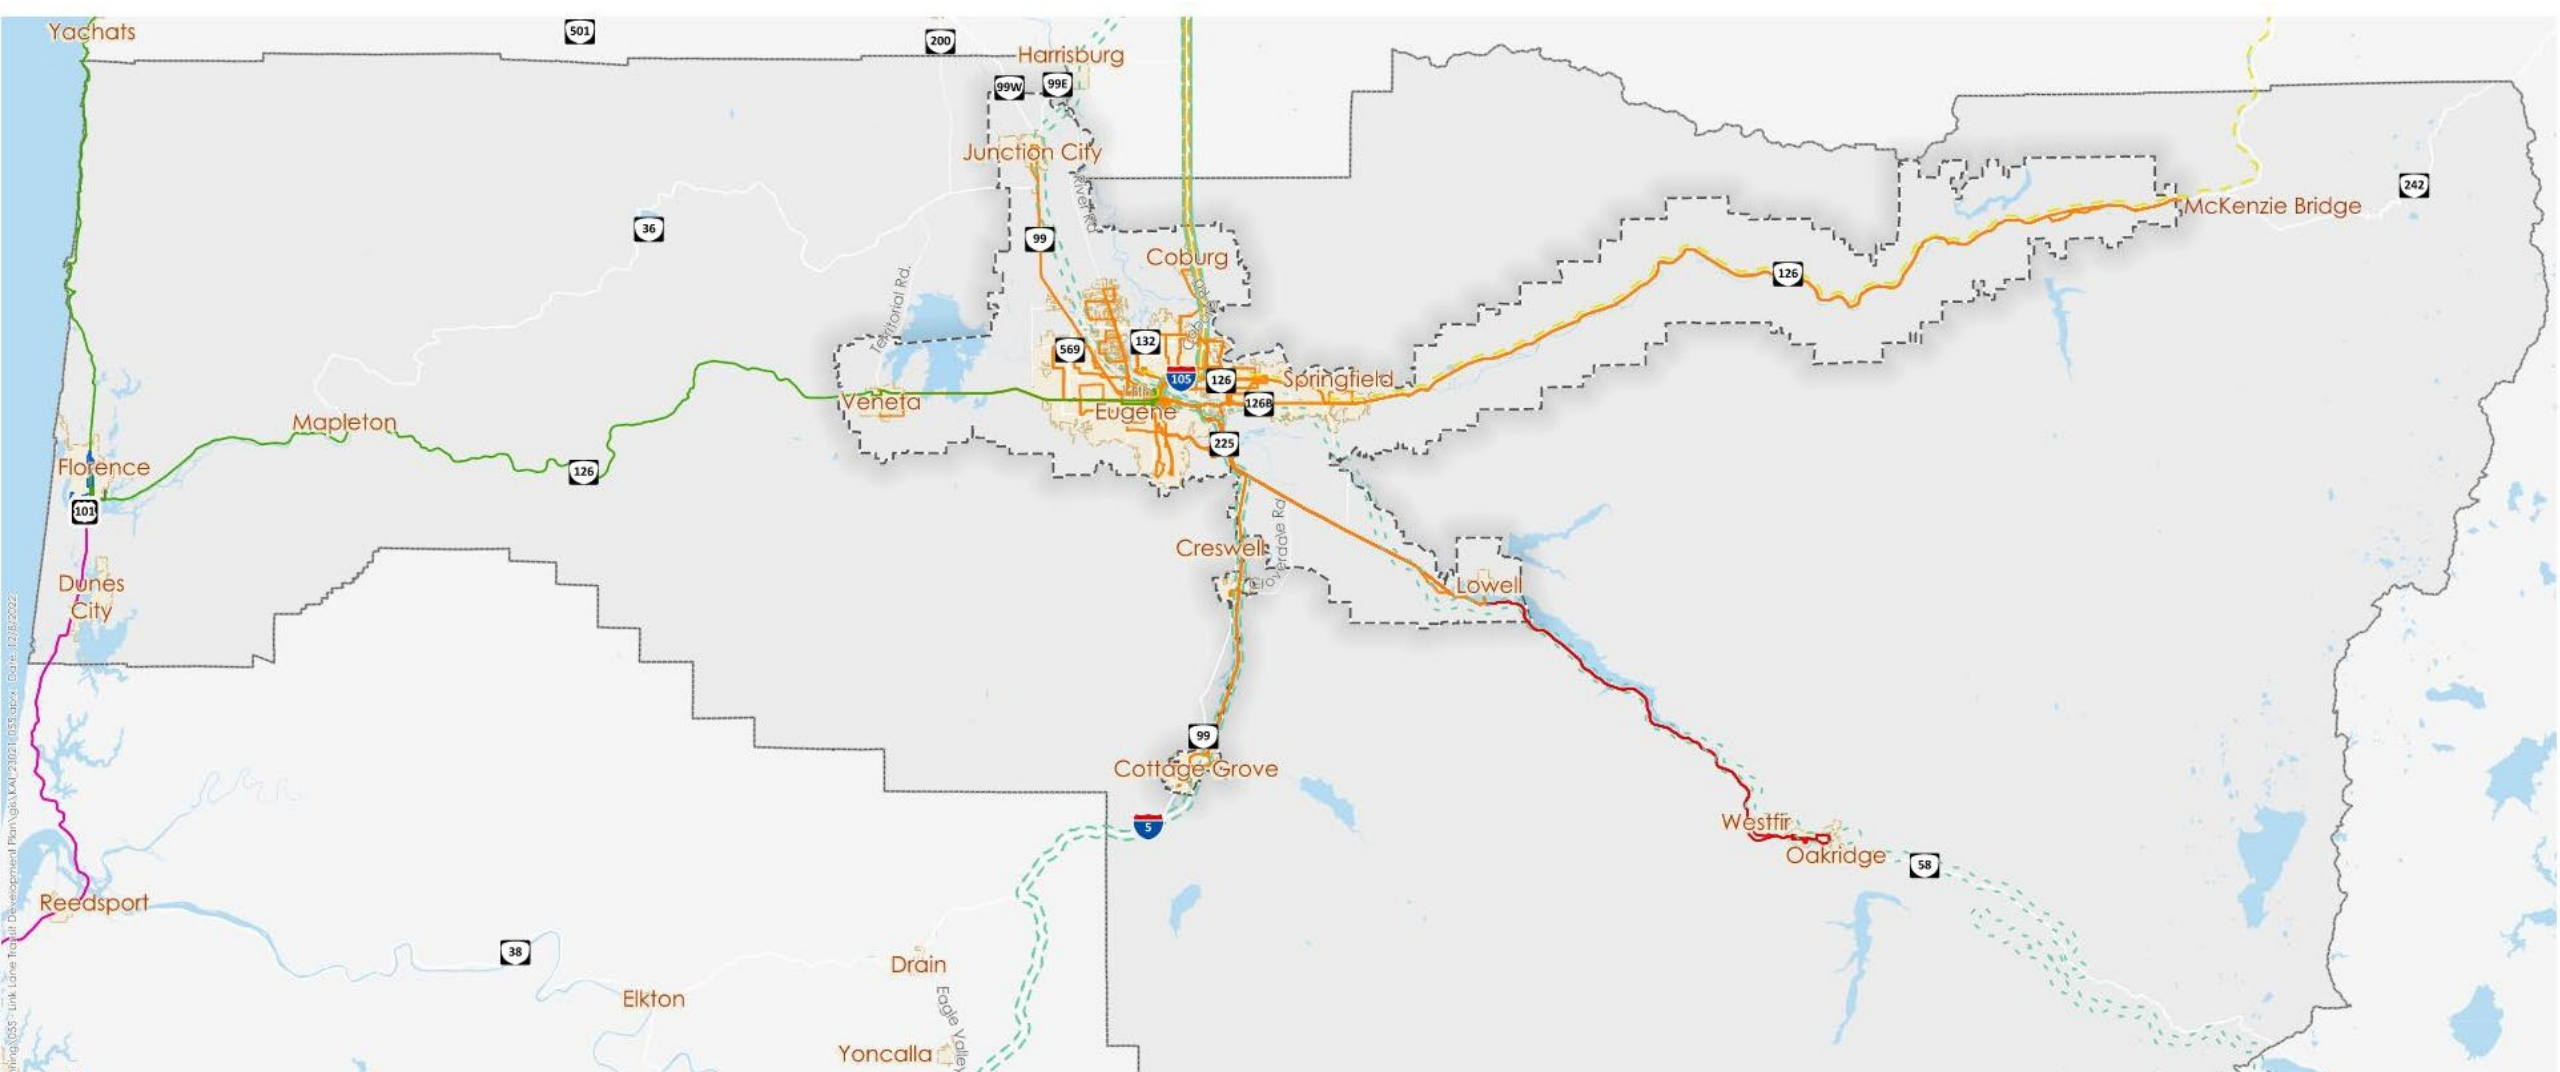 Yachats
501
200
Harrisburg
99W
99E
Junction City
River Rd
242
McKenzie Bridge
36
99
Coburg
126
Territorial Rd.
132
569
105
126
Springfield
Veneta
126B
Eugene
Mapleton
225
Florence
126
101
Creswell
Cloverdale Rd
Dunes
City
Lowell
99
Cottage Grove
5
Westfir
Oakridge
58
Reedsport
38
Drain
Elkton
Eagle Valley
Yoncalla